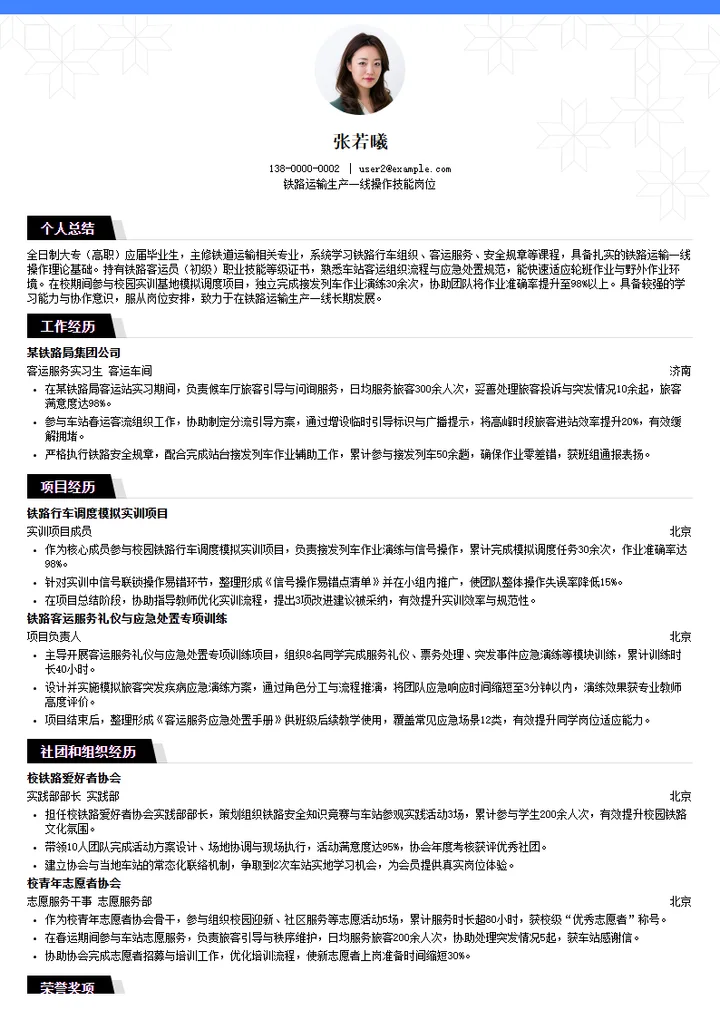 张若曦
138-0000-0002 | user2@example.com
铁路运输生产一线操作技能岗位
个人总结
全日制大专（高职）应届毕业生，主修铁道运输相关专业，系统学习铁路行车组织、客运服务、安全规章等课程，具备扎实的铁路运输一线
操作理论基础。持有铁路客运员（初级）职业技能等级证书，熟悉车站客运组织流程与应急处置规范，能快速适应轮班作业与野外作业环
境。在校期间参与校园实训基地模拟调度项目，独立完成接发列车作业演练30余次，协助团队将作业准确率提升至98%以上。具备较强的学
习能力与协作意识，服从岗位安排，致力于在铁路运输生产一线长期发展。
工作经历
某铁路局集团公司
客运服务实习生 客运车间 济南
• 在某铁路局客运站实习期间，负责候车厅旅客引导与问询服务，日均服务旅客300余人次，妥善处理旅客投诉与突发情况10余起，旅客
满意度达98%。
• 参与车站春运客流组织工作，协助制定分流引导方案，通过增设临时引导标识与广播提示，将高峰时段旅客进站效率提升20%，有效缓
解拥堵。
• 严格执行铁路安全规章，配合完成站台接发列车作业辅助工作，累计参与接发列车50余趟，确保作业零差错，获班组通报表扬。
项目经历
铁路行车调度模拟实训项目
实训项目成员 北京
• 作为核心成员参与校园铁路行车调度模拟实训项目，负责接发列车作业演练与信号操作，累计完成模拟调度任务30余次，作业准确率达
98%。
• 针对实训中信号联锁操作易错环节，整理形成《信号操作易错点清单》并在小组内推广，使团队整体操作失误率降低15%。
• 在项目总结阶段，协助指导教师优化实训流程，提出3项改进建议被采纳，有效提升实训效率与规范性。
铁路客运服务礼仪与应急处置专项训练
项目负责人 北京
• 主导开展客运服务礼仪与应急处置专项训练项目，组织8名同学完成服务礼仪、票务处理、突发事件应急演练等模块训练，累计训练时
长40小时。
• 设计并实施模拟旅客突发疾病应急演练方案，通过角色分工与流程推演，将团队应急响应时间缩短至3分钟以内，演练效果获专业教师
高度评价。
• 项目结束后，整理形成《客运服务应急处置手册》供班级后续教学使用，覆盖常见应急场景12类，有效提升同学岗位适应能力。
社团和组织经历
校铁路爱好者协会
实践部部长 实践部 北京
• 担任校铁路爱好者协会实践部部长，策划组织铁路安全知识竞赛与车站参观实践活动3场，累计参与学生200余人次，有效提升校园铁路
文化氛围。
• 带领10人团队完成活动方案设计、场地协调与现场执行，活动满意度达95%，协会年度考核获评优秀社团。
• 建立协会与当地车站的常态化联络机制，争取到2次车站实地学习机会，为会员提供真实岗位体验。
校青年志愿者协会
志愿服务干事 志愿服务部 北京
• 作为校青年志愿者协会骨干，参与组织校园迎新、社区服务等志愿活动5场，累计服务时长超80小时，获校级“优秀志愿者”称号。
• 在春运期间参与车站志愿服务，负责旅客引导与秩序维护，日均服务旅客200余人次，协助处理突发情况5起，获车站感谢信。
• 协助协会完成志愿者招募与培训工作，优化培训流程，使新志愿者上岗准备时间缩短30%。
荣誉奖项